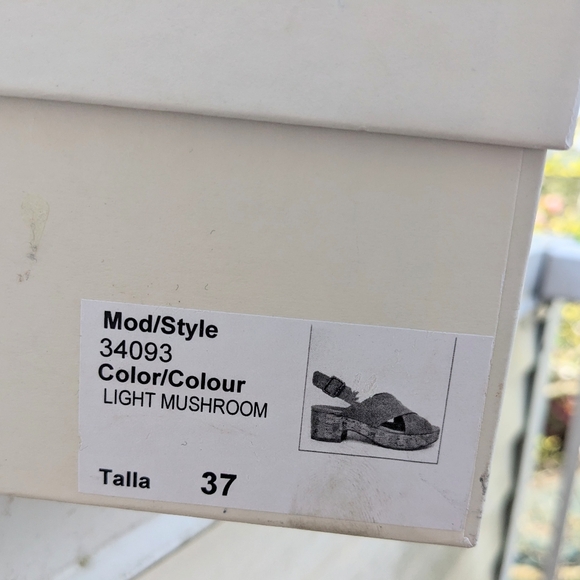 Mod/Style
34093
Color/Colour
LIGHT MUSHROOM
Talla 37